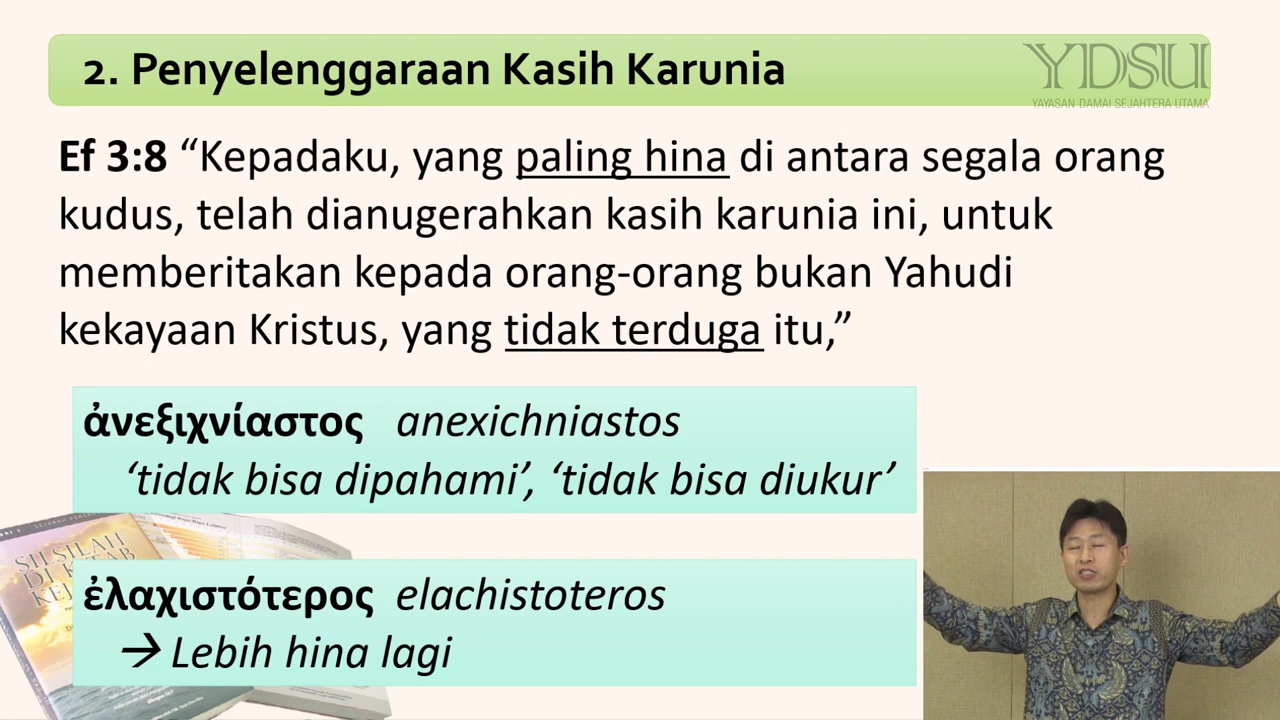 2. Penyelenggaraan Kasih Karunia
YDSU
YAYASAN DAMAI SEJAHTERA UTAMA
Ef 3:8 “Kepadaku, yang paling hina di antara segala orang
kudus, telah dianugerahkan kasih karunia ini, untuk
memberitakan kepada orang-orang bukan Yahudi
kekayaan Kristus, yang tidak terduga itu,”
ἀνεξιχνίαστος anexichniastos
‘tidak bisa dipahami’, ‘tidak bisa diukur’
SILSILAH
DI
ἐλαχιστότερος elachistoteros
→ Lebih hina lagi